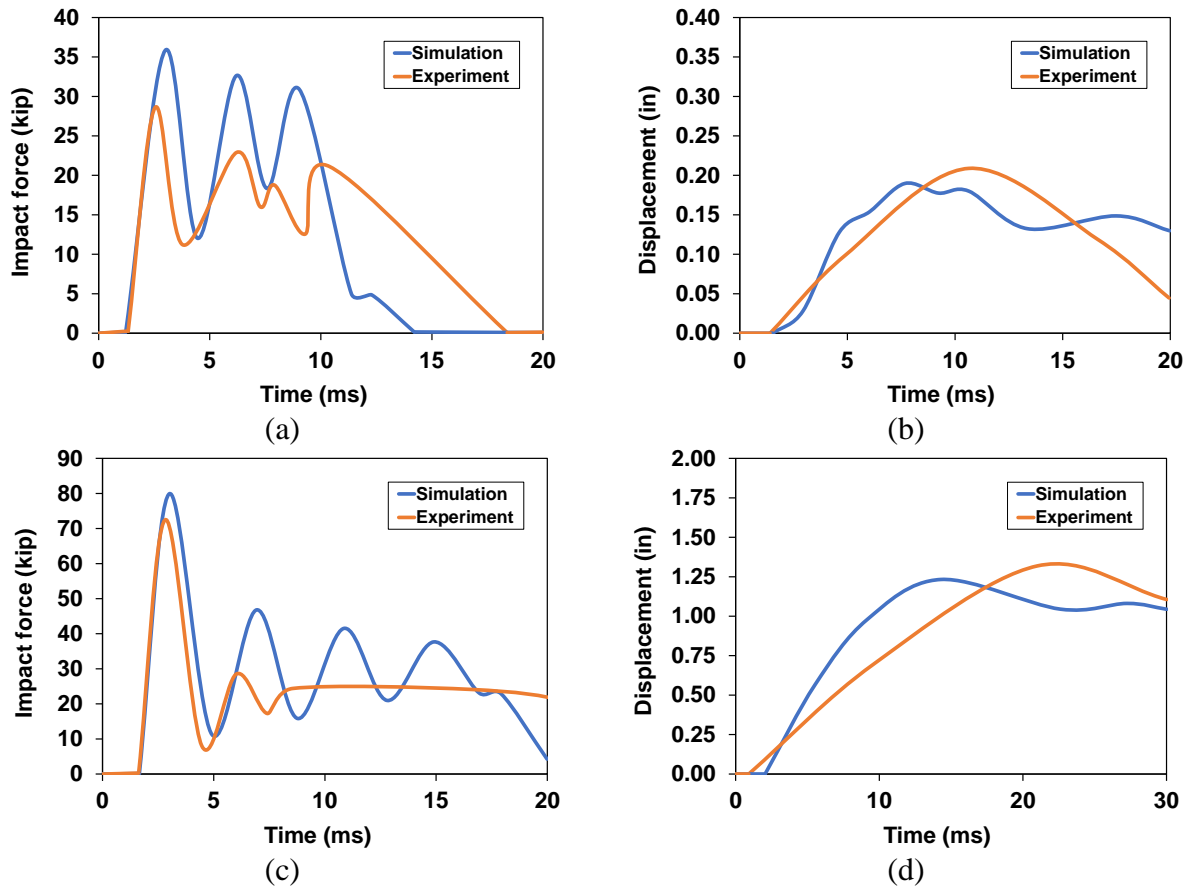 40
35
30
25
20
15
10
5
0
Impact force (kip)
Simulation
Experiment
0 5 10 15 20
Time (ms)
(a)
0.40
0.35
0.30
0.25
0.20
0.15
0.10
0.05
0.00
Displacement (in)
Simulation
Experiment
0 5 10 15 20
Time (ms)
(b)
90
80
70
60
50
40
30
20
10
0
Impact force (kip)
Simulation
Experiment
0 5 10 15 20
Time (ms)
(c)
2.00
1.75
1.50
1.25
1.00
0.75
0.50
0.25
0.00
Displacement (in)
Simulation
Experiment
0 10 20 30
Time (ms)
(d)